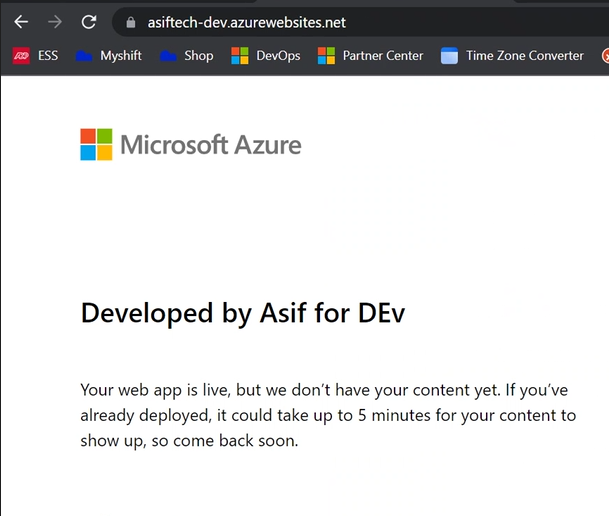 asiftech-dev.azurewebsites.net
ADP ESS Myshift Shop DevOps Partner Center Time Zone Converter
Microsoft Azure
Developed by Asif for DEv
Your web app is live, but we don't have your content yet. If you've
already deployed, it could take up to 5 minutes for your content to
show up, so come back soon.